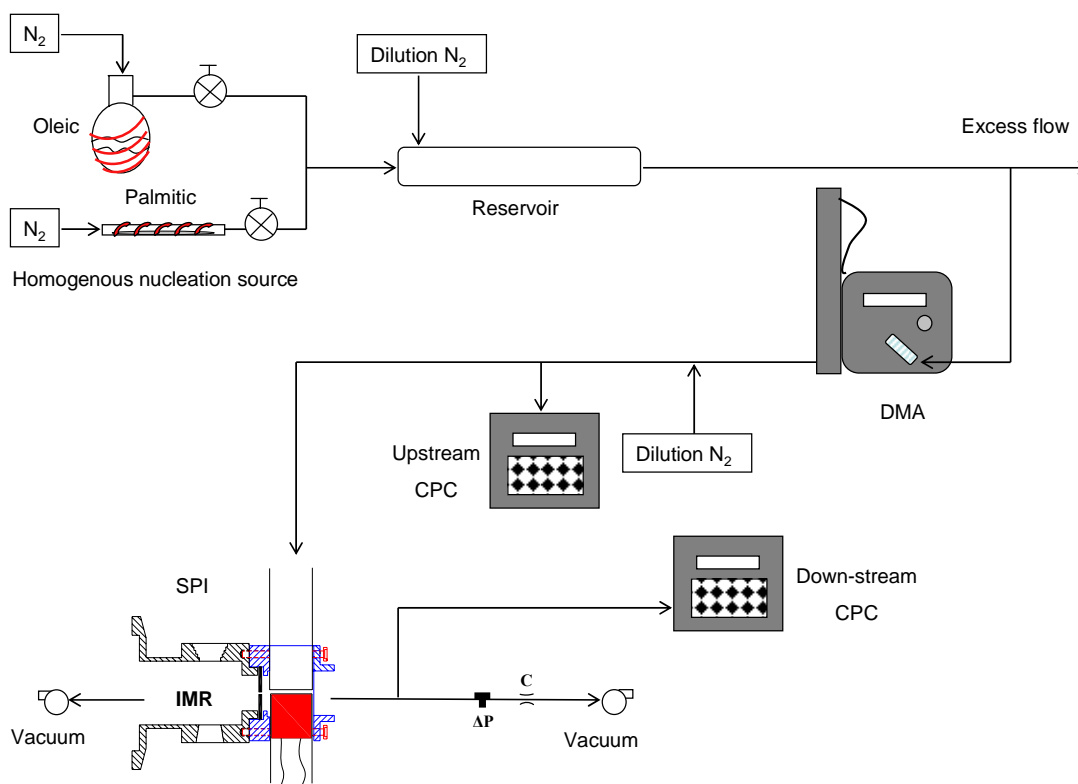 N2
Dilution N2
Oleic
Excess flow
Palmitic
N2
Reservoir
Homogenous nucleation source
DMA
Upstream
CPC
Dilution N2
SPI
Down-stream
CPC
IMR
C
ΔP
Vacuum
Vacuum